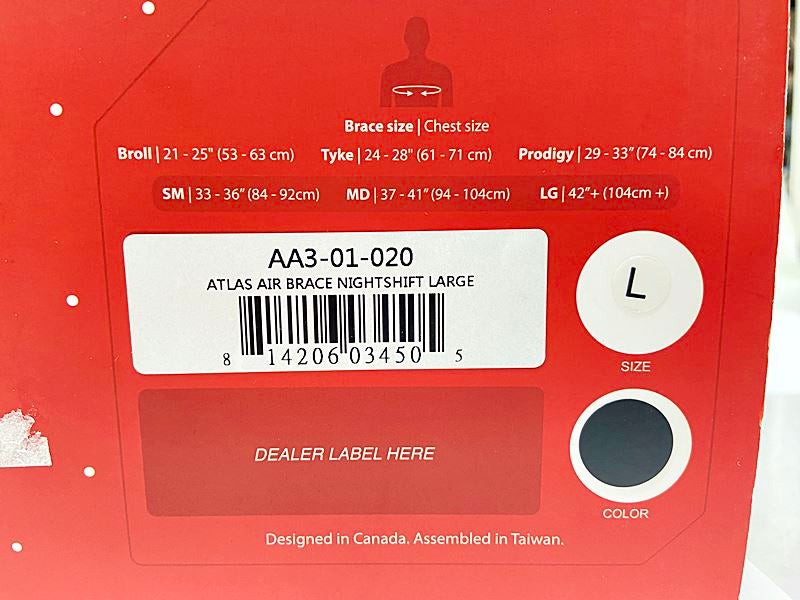 Brace size | Chest size
Broll | 21 - 25" (53 - 63 cm) Tyke | 24 - 28" (61 - 71 cm) Prodigy | 29 - 33" (74 - 84 cm)
SM | 33 - 36" (84 - 92cm) MD | 37 - 41" (94 - 104cm) LG | 42"+ (104cm +)
AA3-01-020
ATLAS AIR BRACE NIGHTSHIFT LARGE
8 14206 03450 5
L
SIZE
DEALER LABEL HERE
COLOR
Designed in Canada. Assembled in Taiwan.